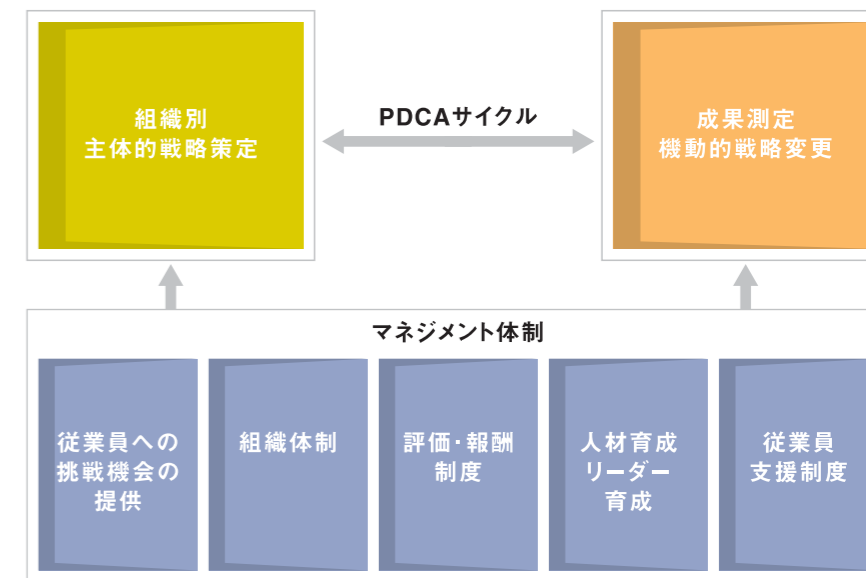 組織別
主体的戦略策定
PDCAサイクル
成果測定
機動的戦略変更
マネジメント体制
従業員への
挑戦機会の
提供
組織体制
評価・報酬
制度
人材育成
リーダー
育成
従業員
支援制度